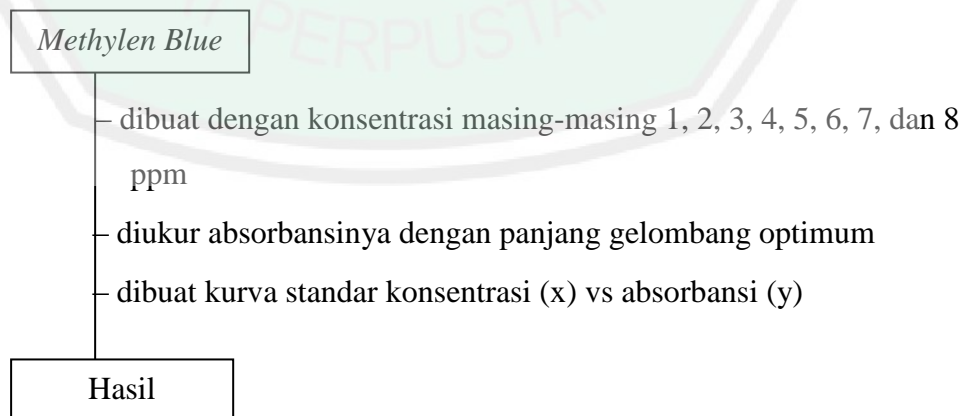 PERPUSTA
Methylen Blue
– dibuat dengan konsentrasi masing-masing 1, 2, 3, 4, 5, 6, 7, dan 8
ppm
– diukur absorbansinya dengan panjang gelombang optimum
– dibuat kurva standar konsentrasi (x) vs absorbansi (y)
Hasil